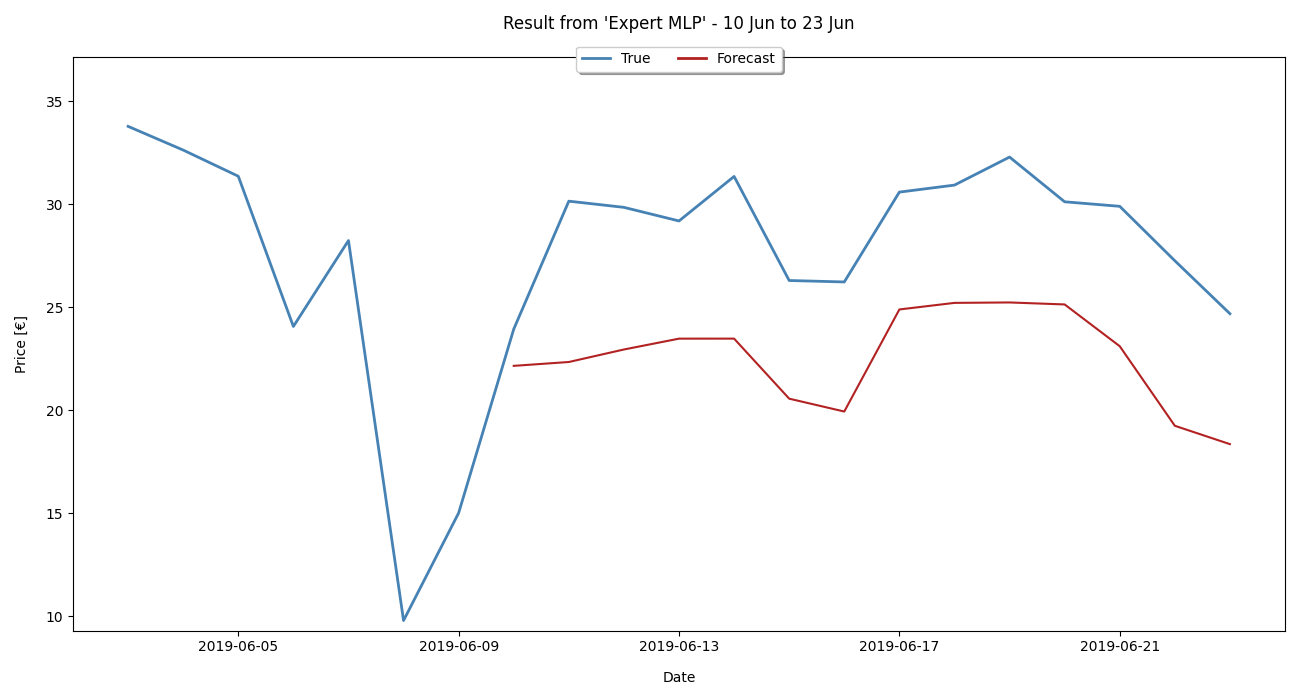 Result from 'Expert MLP' - 10 Jun to 23 Jun
True Forecast
35
30
25
20
15
10
Price [€]
2019-06-05 2019-06-09 2019-06-13 2019-06-17 2019-06-21
Date